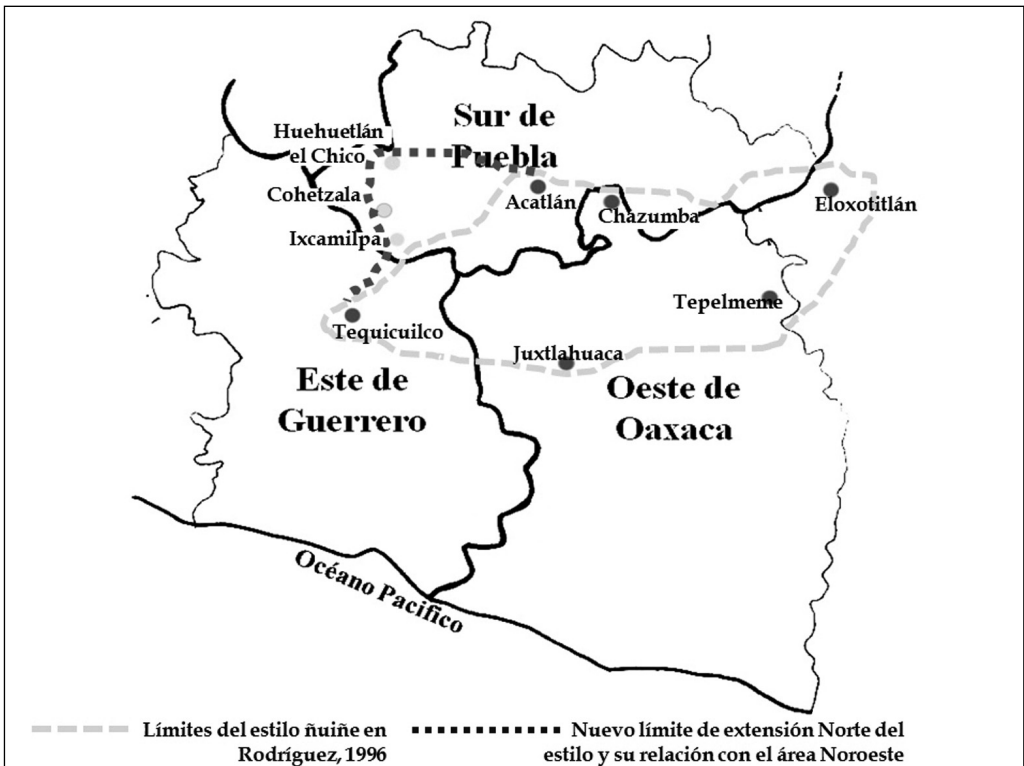 Sur de
Puebla
Huehuetlán
el Chico
Cohetzala
Acatlán
Chazumba
Eloxotitlán
Ixcamilpa
Tepelmeme
Tequicuilco
Juxtlahuaca
Este de
Guerrero
Oeste de
Oaxaca
Océano Pacifico
Límites del estilo ñuiñe en
Rodríguez, 1996
Nuevo límite de extensión Norte del
estilo y su relación con el área Noroeste